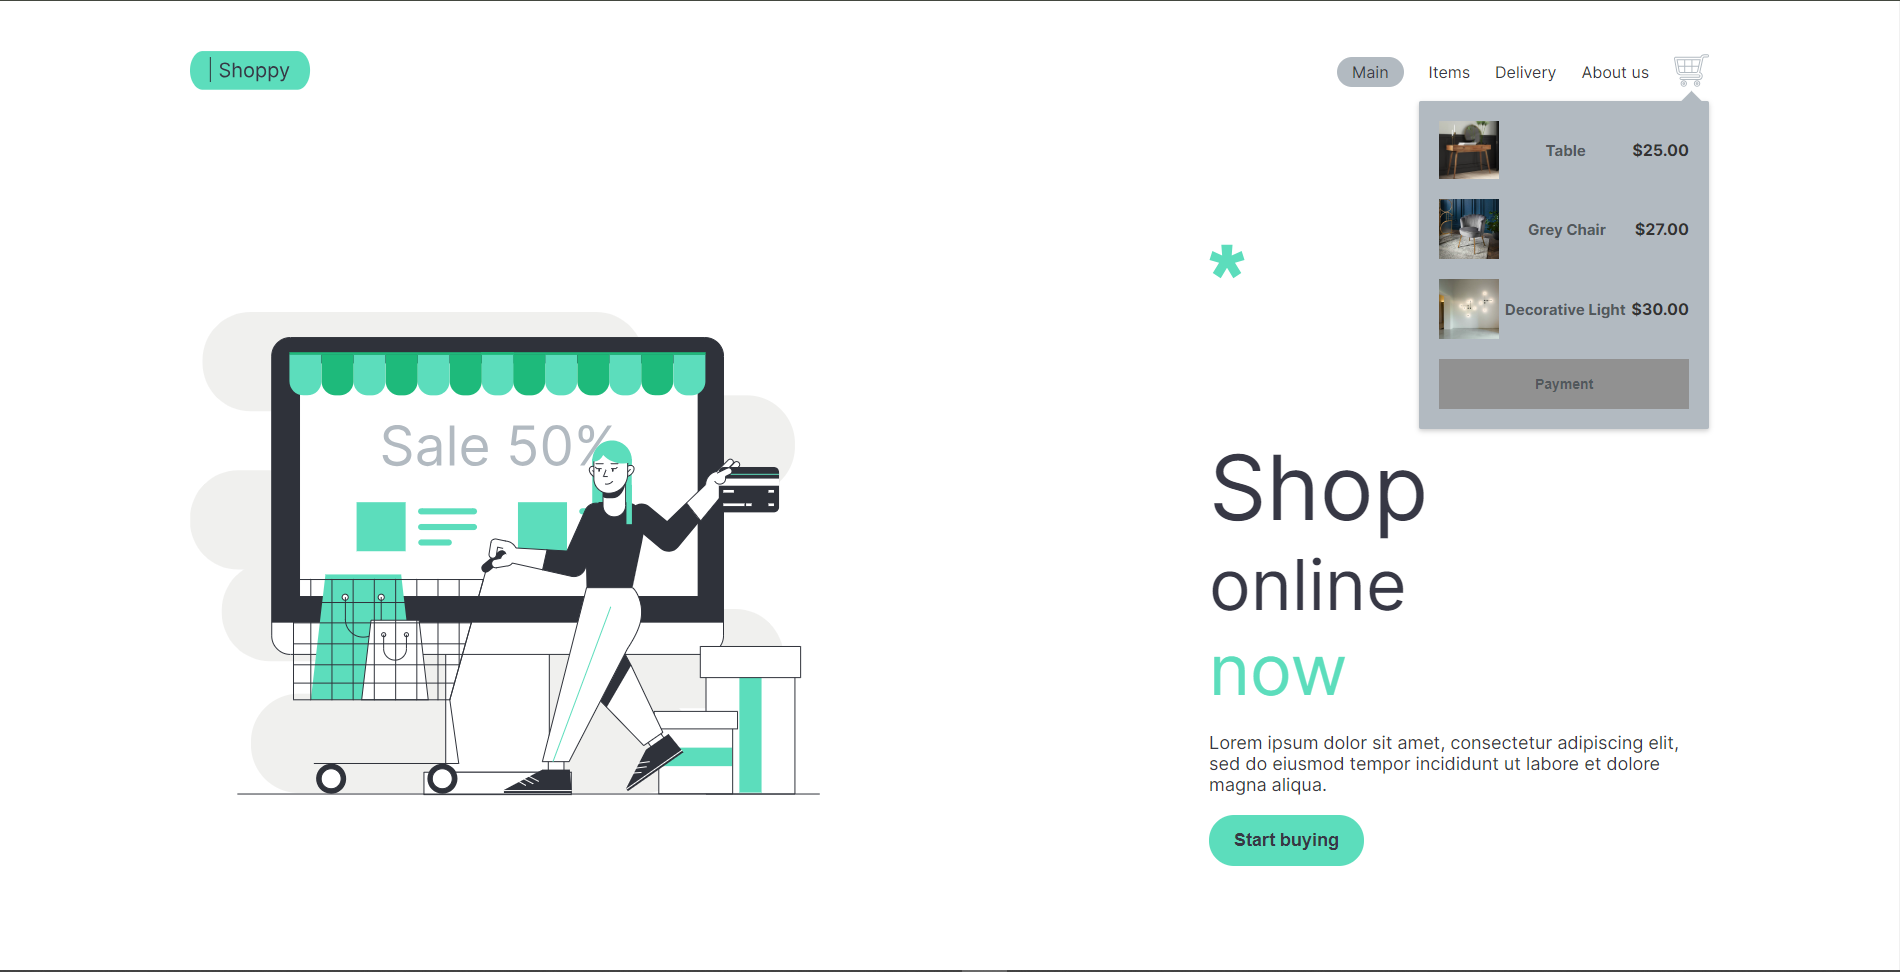 | Shoppy
Main Items Delivery About us
Table $25.00
Grey Chair $27.00
Decorative Light $30.00
Payment
*
Sale 50%
Shop
online
now
Lorem ipsum dolor sit amet, consectetur adipiscing elit,
sed do eiusmod tempor incididunt ut labore et dolore
magna aliqua.
Start buying